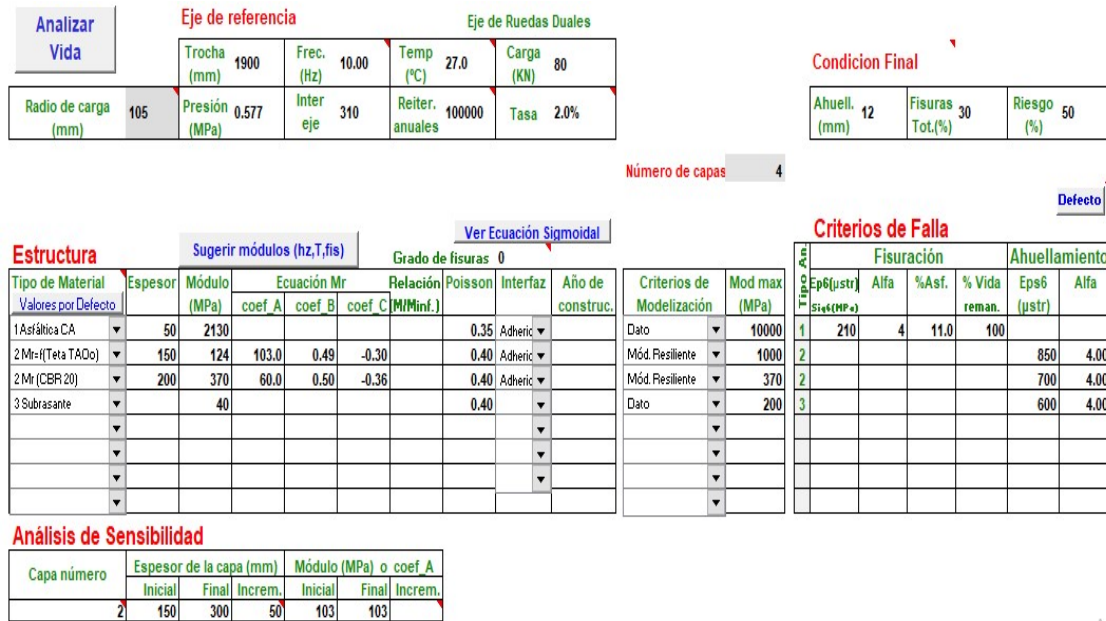 Analizar Vida
Eje de referencia
Eje de Ruedas Duales
Trocha (mm) 1900 Frec. (Hz) 10.00 Temp (ºC) 27.0 Carga (KN) 80
Radio de carga (mm) 105 Presión (MPa) 0.577 Inter eje 310 Reiter. anuales 100000 Tasa 2.0%
Condicion Final
Ahuell. (mm) 12 Fisuras Tot.(%) 30 Riesgo (%) 50
Número de capas 4
Defecto
Estructura
Sugerir módulos (hz,T,fis)
Ver Ecuación Sigmoidal
Grado de fisuras 0
Criterios de Falla
Tipo de Material Espesor Módulo (MPa) Ecuación Mr Relación (M/Minf.) Poisson Interfaz Año de construc. Criterios de Modelización Mod max (MPa) Tipo An. Fisuración Ahuellamiento
Valores por Defecto coef_A coef_B coef_C Ep6(µstr) Sig6(MPa) Alfa %Asf. % Vida reman. Eps6 (µstr) Alfa
1 Asfáltica CA 50 2130 0.35 Adheric Dato 10000 1 210 4 11.0 100
2 Mr=f(Teta TAOo) 150 124 103.0 0.49 -0.30 0.40 Adheric Mód. Resiliente 1000 2 850 4.00
2 Mr (CBR 20) 200 370 60.0 0.50 -0.36 0.40 Adheric Mód. Resiliente 370 2 700 4.00
3 Subrasante 40 0.40 Dato 200 3 600 4.00
Análisis de Sensibilidad
Capa número Espesor de la capa (mm) Módulo (MPa) o coef_A
Inicial Final Increm. Inicial Final Increm.
2 150 300 50 103 103